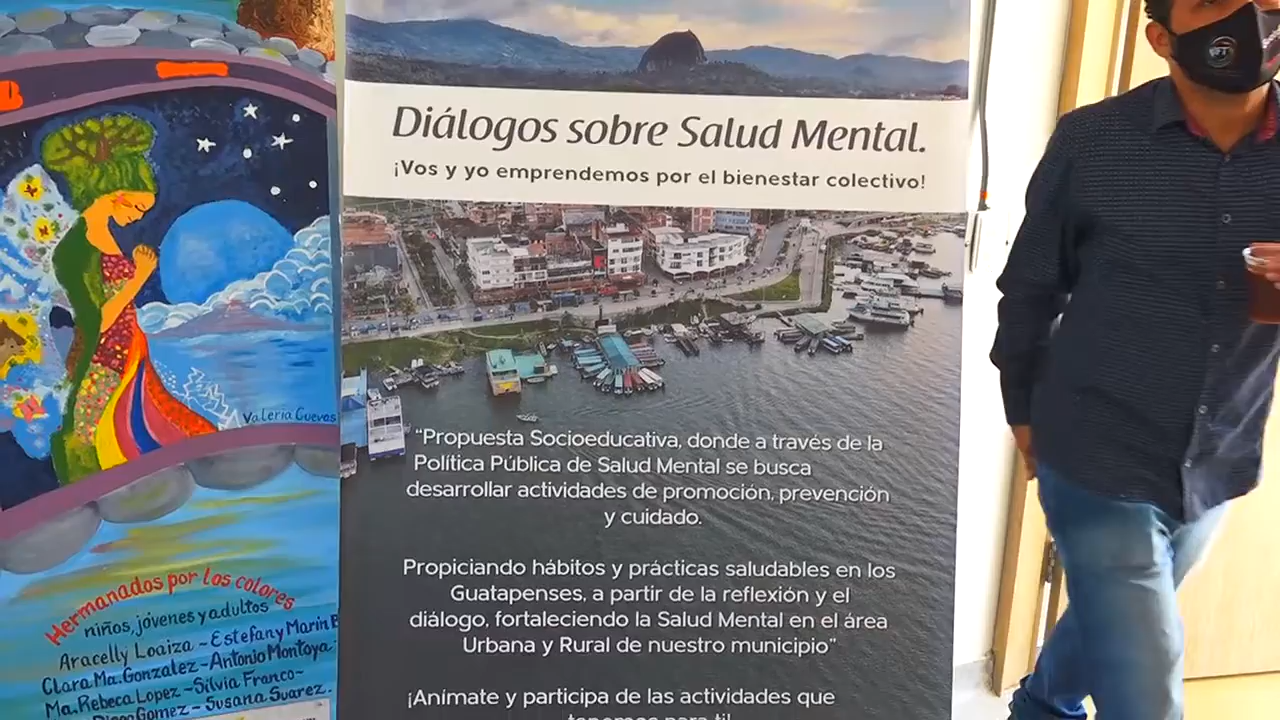 Valeria Cuevas
Hermanados por los colores
niños, jóvenes y adultos
Aracelly Loaiza - Estefany Marín B
Clara Ma. Gonzalez - Antonio Montoya
Ma. Rebeca Lopez - Silvia Franco-
Gomez - Susana Suarez.
Diálogos sobre Salud Mental.
¡Vos y yo emprendemos por el bienestar colectivo!
“Propuesta Socioeducativa, donde a través de la
Política Pública de Salud Mental se busca
desarrollar actividades de promoción, prevención
y cuidado.
Propiciando hábitos y prácticas saludables en los
Guatapenses, a partir de la reflexión y el
diálogo, fortaleciendo la Salud Mental en el área
Urbana y Rural de nuestro municipio”
¡Anímate y participa de las actividades que
tenemos para ti!